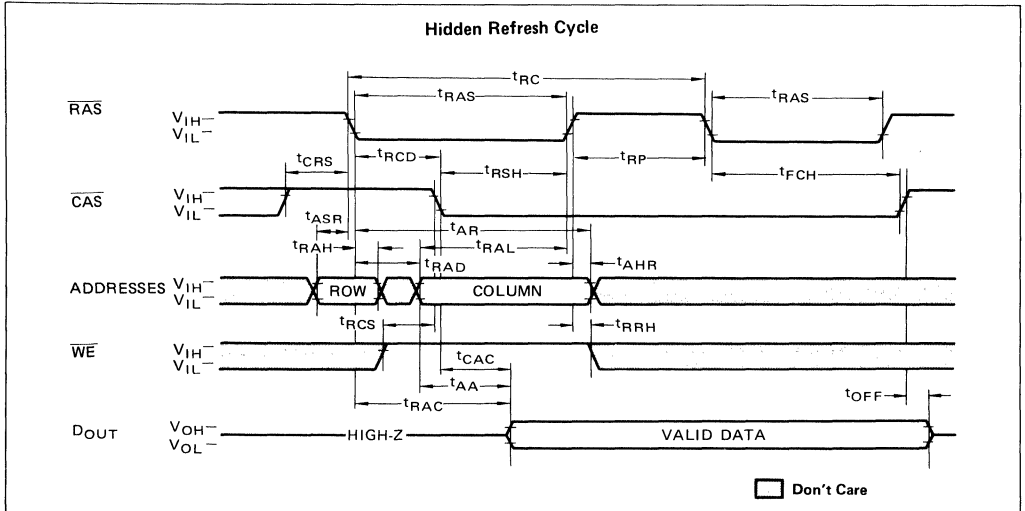 Hidden Refresh Cycle
tRC
tRAS
tRAS
RAS
VIH
VIL
tCRS
tRCD
tRSH
tRP
tFCH
CAS
VIH
VIL
tASR
tAR
tRAH
tRAL
tRAD
tAHR
ADDRESSES
VIH
VIL
ROW
COLUMN
tRCS
tRRH
WE
VIH
VIL
tCAC
tAA
tOFF
tRAC
DOUT
VOH
VOL
HIGH-Z
VALID DATA
Don't Care